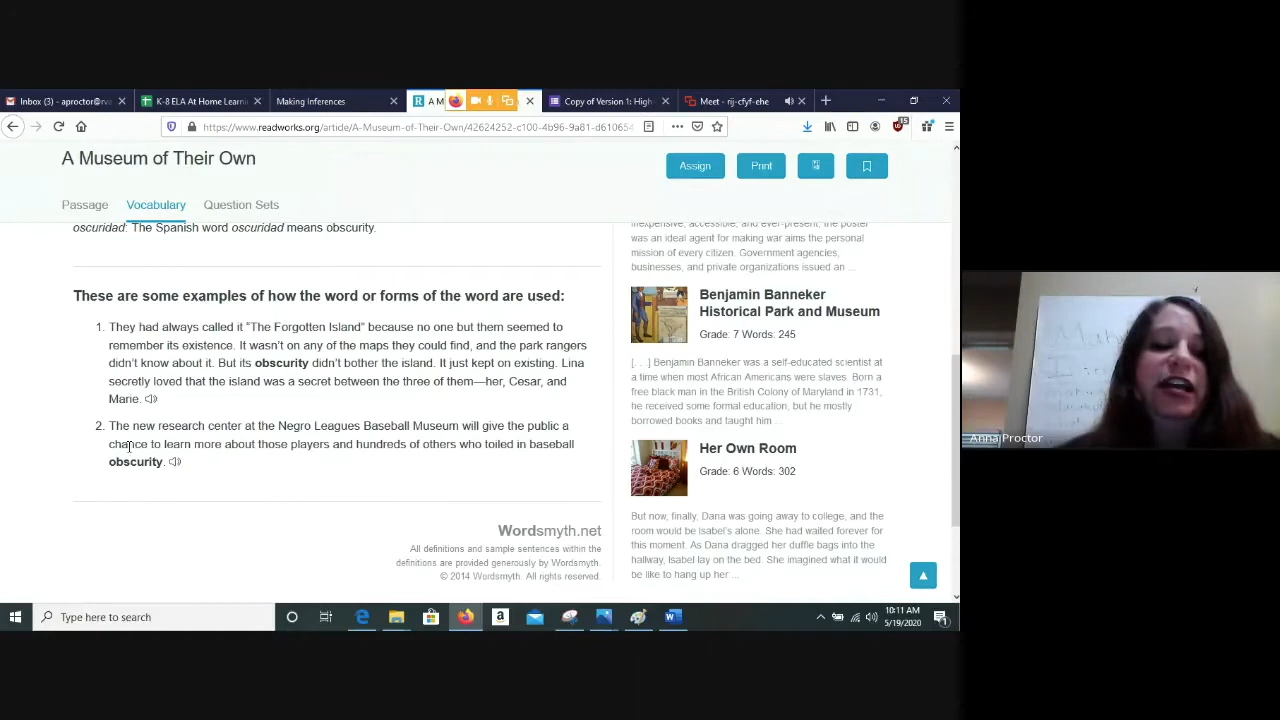 Inbox (3) - aproctor@rva
K-8 ELA At Home Learni
Making Inferences
A M
Copy of Version 1: Hig
Meet - rij-cfyf-ehe
https://www.readworks.org/article/A-Museum-of-Their-Own/42624252-c100-4b96-9a81-d610654
A Museum of Their Own
Assign
Print
Passage
Vocabulary
Question Sets
oscuridad: The Spanish word oscuridad means obscurity.
These are some examples of how the word or forms of the word are used:
1. They had always called it "The Forgotten Island" because no one but them seemed to
remember its existence. It wasn't on any of the maps they could find, and the park rangers
didn't know about it. But its obscurity didn't bother the island. It just kept on existing. Lina
secretly loved that the island was a secret between the three of them—her, Cesar, and
Marie.
2. The new research center at the Negro Leagues Baseball Museum will give the public a
chance to learn more about those players and hundreds of others who toiled in baseball
obscurity.
Wordsmyth.net
All definitions and sample sentences within the
definitions are provided generously by Wordsmyth.
© 2014 Wordsmyth. All rights reserved.
inexpensive, accessible, and ever-present, the poster
was an ideal agent for making war aims the personal
mission of every citizen. Government agencies,
businesses, and private organizations issued an ...
Benjamin Banneker
Historical Park and Museum
Grade: 7 Words: 245
[. . .] Benjamin Banneker was a self-educated scientist at
a time when most African Americans were slaves. Born a
free black man in the British Colony of Maryland in 1731,
he received some formal education, but he mostly
borrowed books and taught him ...
Her Own Room
Grade: 6 Words: 302
But now, finally, Dana was going away to college, and the
room would be Isabel's alone. She had waited forever for
this moment. As Dana dragged her duffle bags into the
hallway, Isabel lay on the bed. She imagined what it would
be like to hang up her ...
Type here to search
10:11 AM
5/19/2020
Anna Proctor